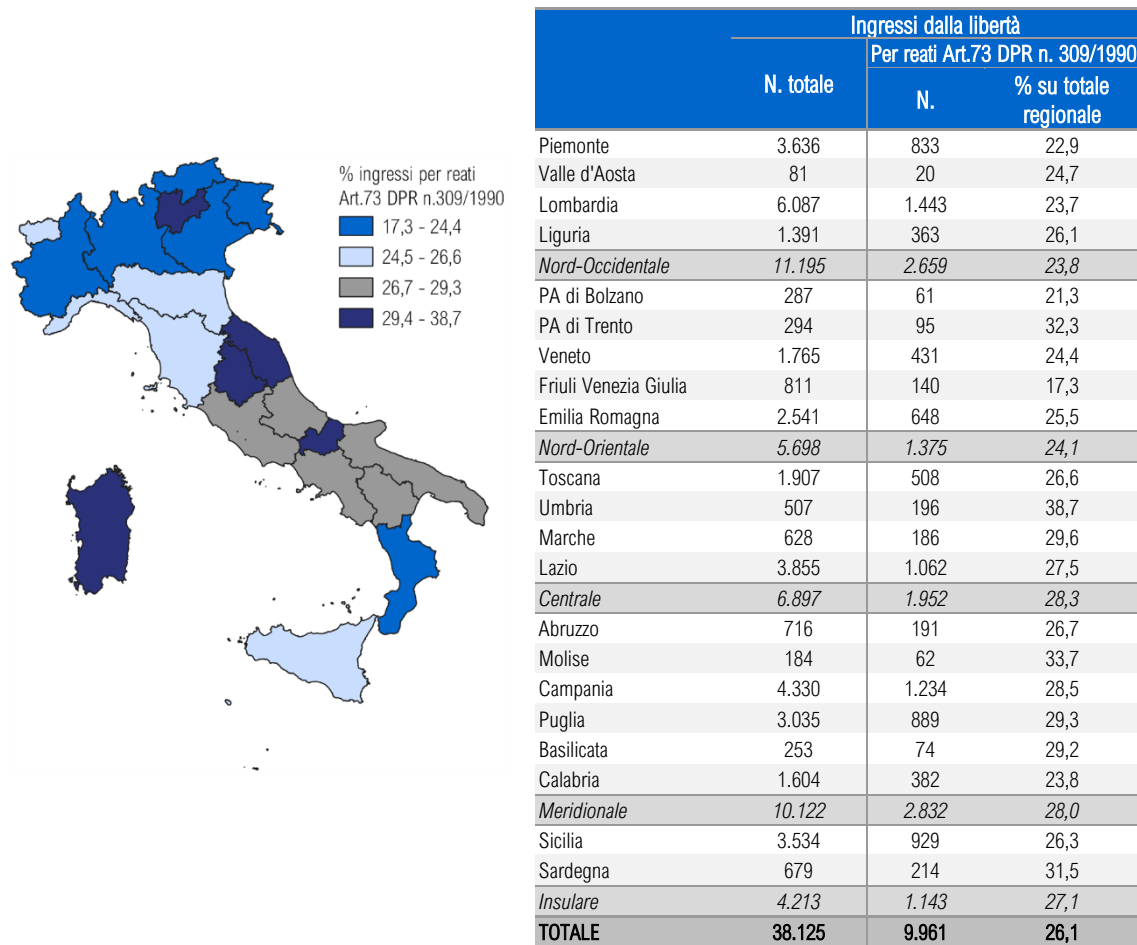 % ingressi per reati
Art.73 DPR n.309/1990
17,3 - 24,4
24,5 - 26,6
26,7 - 29,3
29,4 - 38,7
Ingressi dalla libertà
Per reati Art.73 DPR n. 309/1990
N. totale N. % su totale
regionale
Piemonte 3.636 833 22,9
Valle d'Aosta 81 20 24,7
Lombardia 6.087 1.443 23,7
Liguria 1.391 363 26,1
Nord-Occidentale 11.195 2.659 23,8
PA di Bolzano 287 61 21,3
PA di Trento 294 95 32,3
Veneto 1.765 431 24,4
Friuli Venezia Giulia 811 140 17,3
Emilia Romagna 2.541 648 25,5
Nord-Orientale 5.698 1.375 24,1
Toscana 1.907 508 26,6
Umbria 507 196 38,7
Marche 628 186 29,6
Lazio 3.855 1.062 27,5
Centrale 6.897 1.952 28,3
Abruzzo 716 191 26,7
Molise 184 62 33,7
Campania 4.330 1.234 28,5
Puglia 3.035 889 29,3
Basilicata 253 74 29,2
Calabria 1.604 382 23,8
Meridionale 10.122 2.832 28,0
Sicilia 3.534 929 26,3
Sardegna 679 214 31,5
Insulare 4.213 1.143 27,1
TOTALE 38.125 9.961 26,1